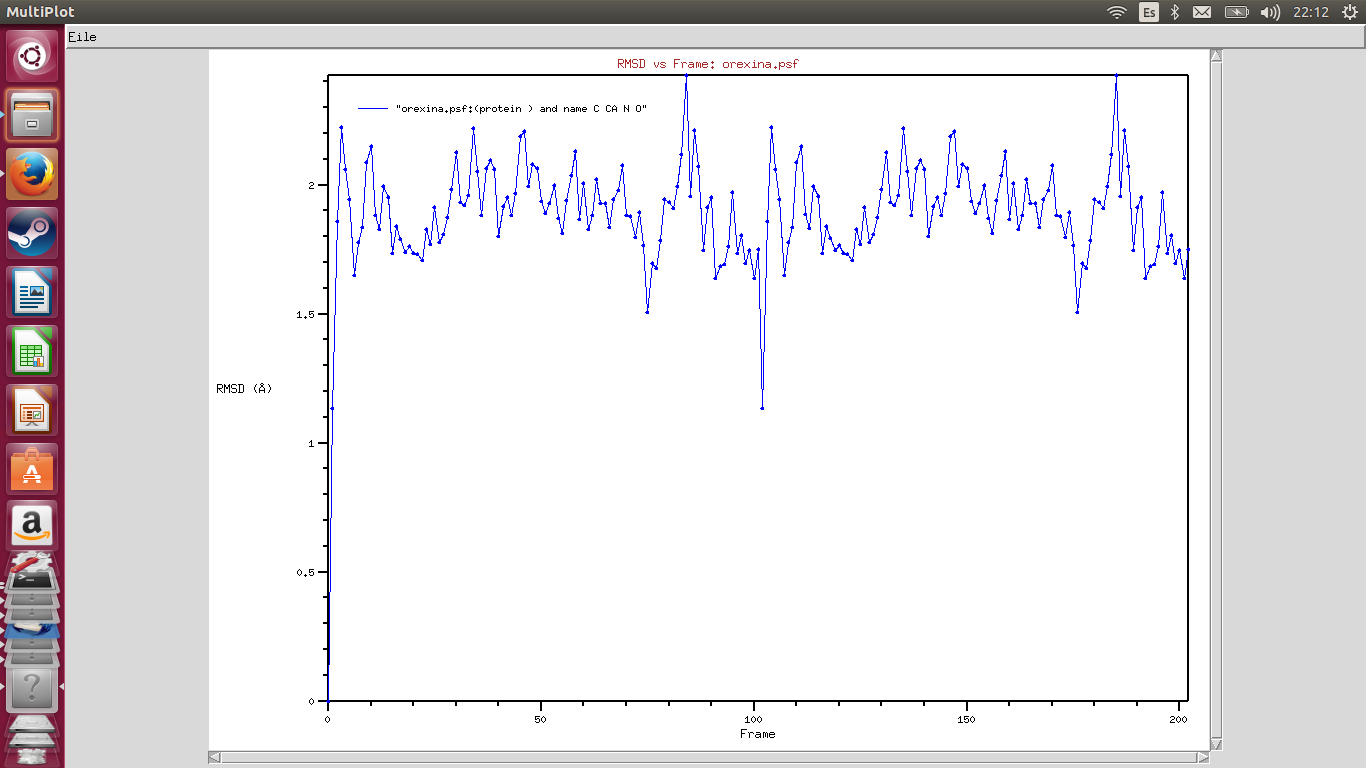 MultiPlot
Es
22:12
File
RMSD vs Frame: orexina.psf
"orexina.psf:(protein ) and name C CA N O"
2
1.5
RMSD (Å)
1
0.5
0
0 50 100 150 200
Frame